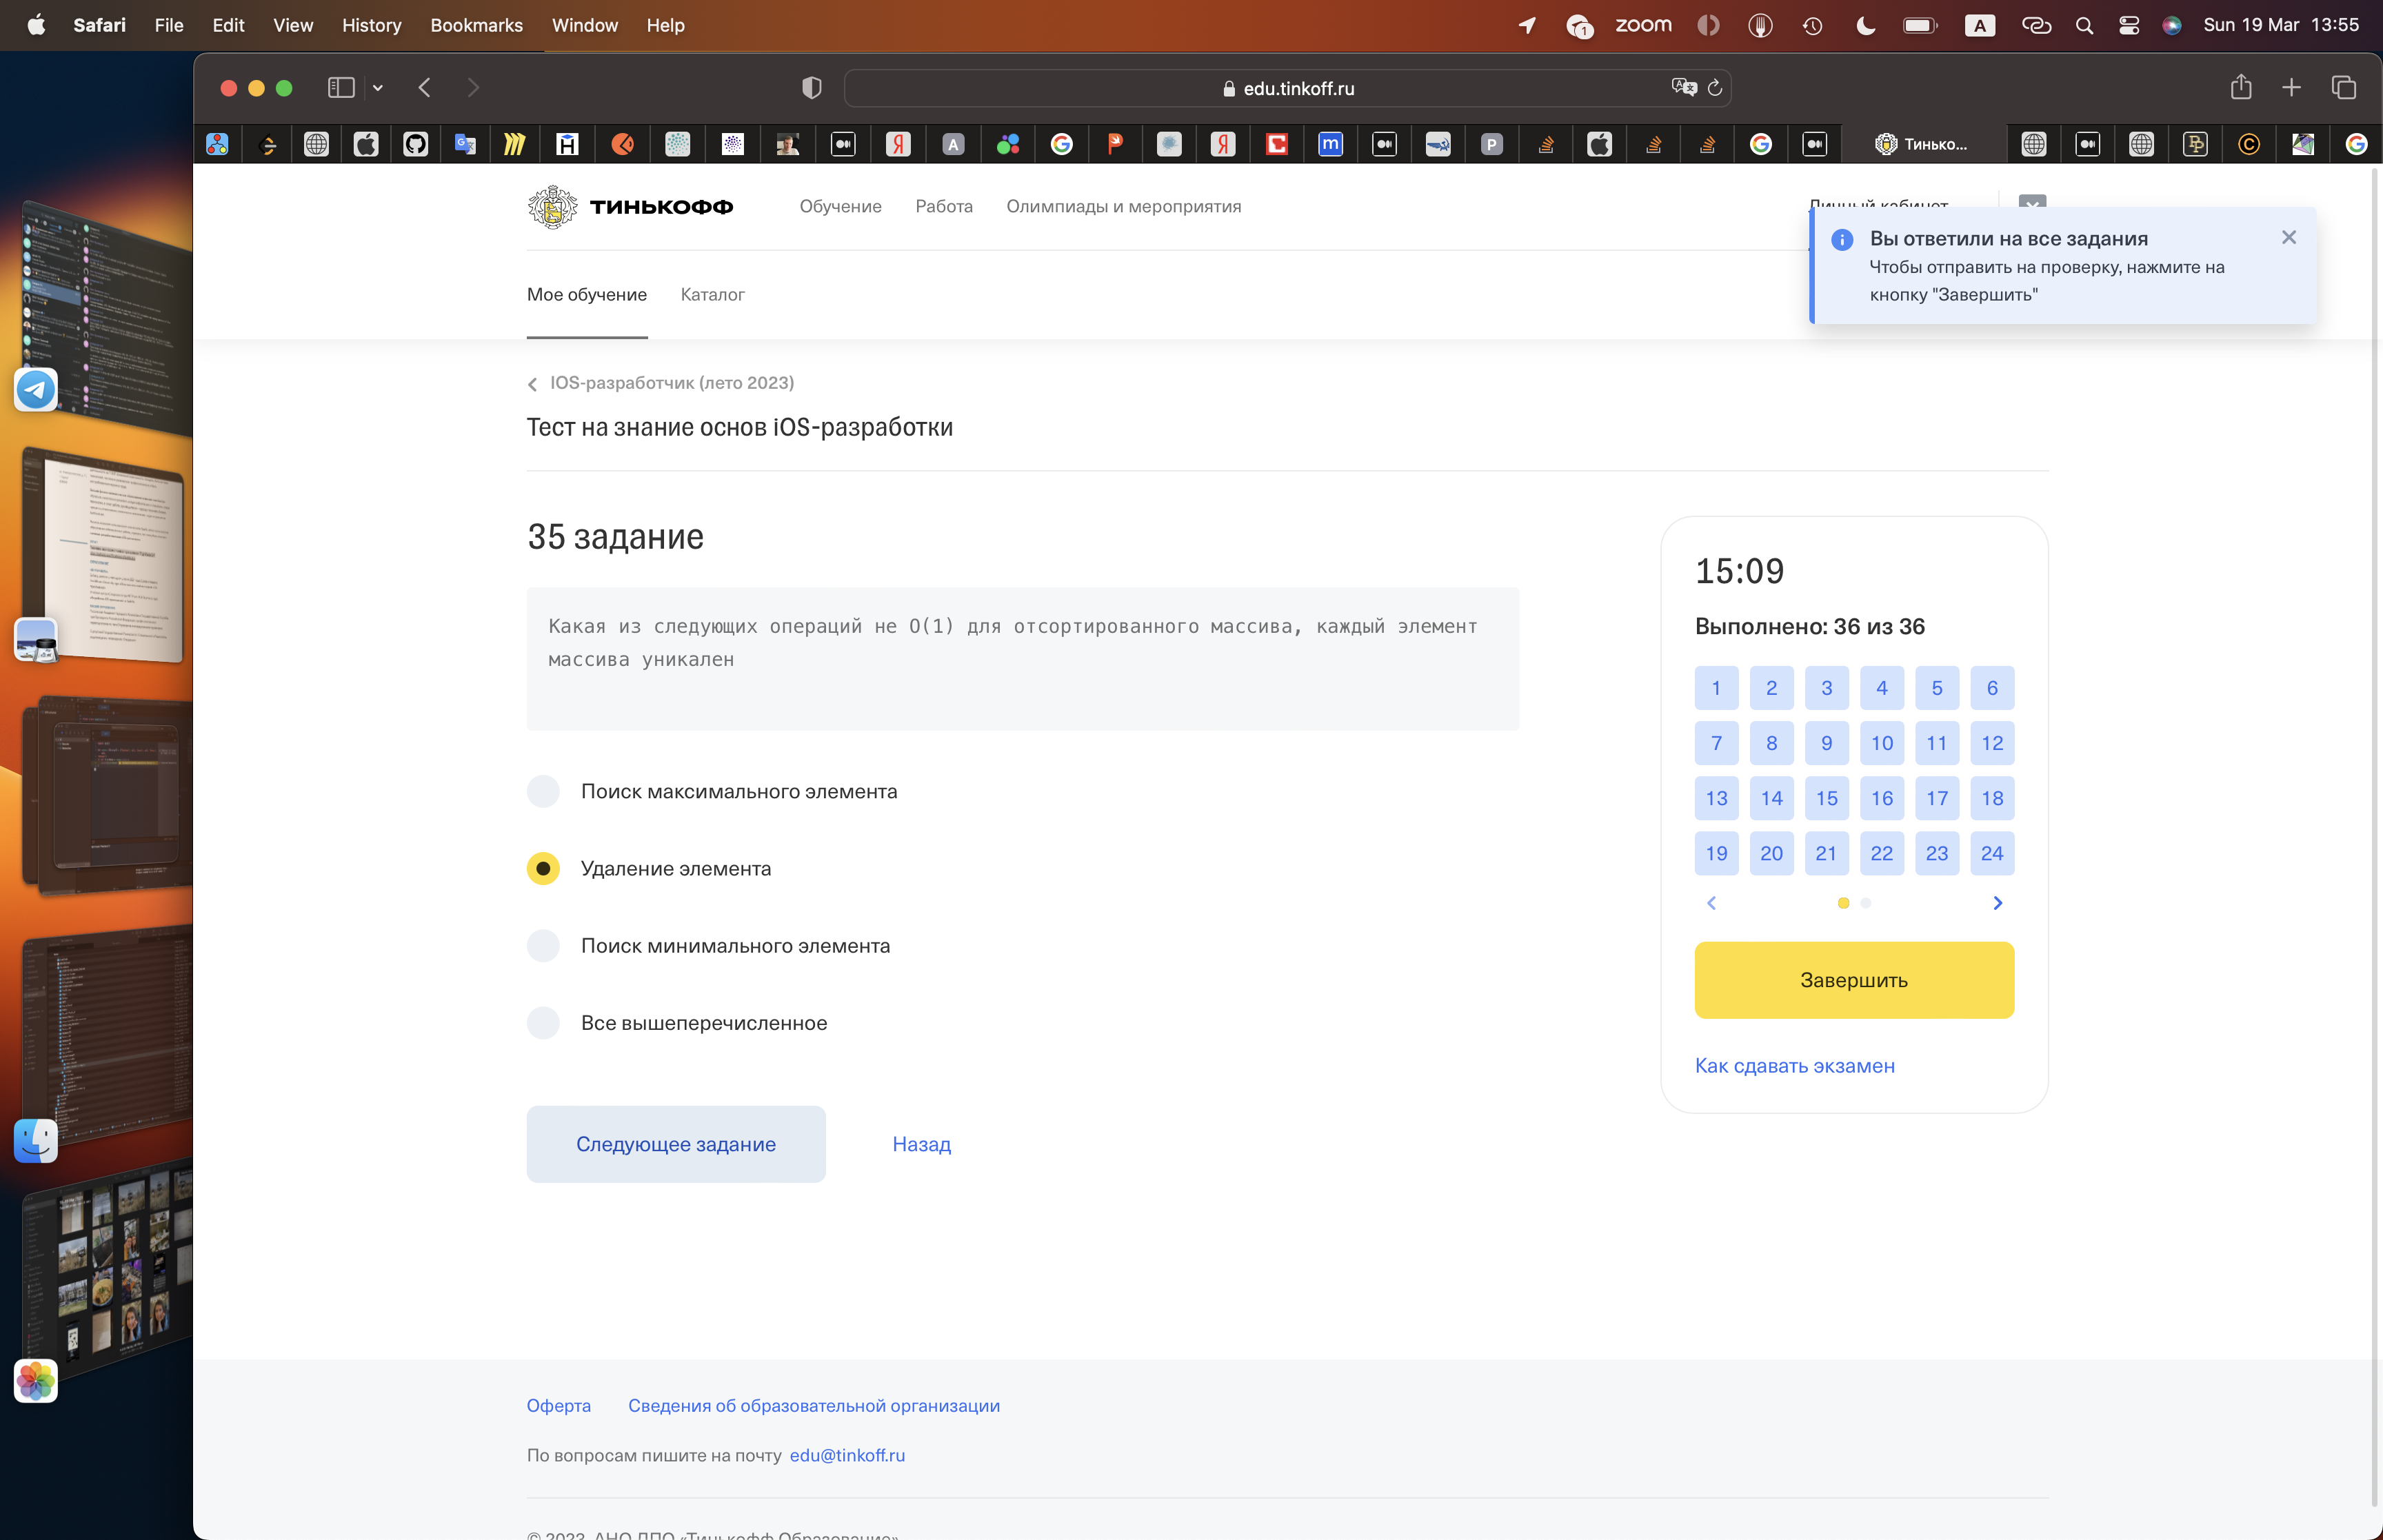 Safari File Edit View History Bookmarks Window Help
1 zoom A Sun 19 Mar 13:55
edu.tinkoff.ru
Тинько...
ТИНЬКОФФ Обучение Работа Олимпиады и мероприятия
Вы ответили на все задания
Чтобы отправить на проверку, нажмите на
кнопку "Завершить"
Мое обучение Каталог
IOS-разработчик (лето 2023)
Тест на знание основ iOS-разработки
35 задание
Какая из следующих операций не O(1) для отсортированного массива, каждый элемент
массива уникален
Поиск максимального элемента
Удаление элемента
Поиск минимального элемента
Все вышеперечисленное
Следующее задание Назад
15:09
Выполнено: 36 из 36
1 2 3 4 5 6
7 8 9 10 11 12
13 14 15 16 17 18
19 20 21 22 23 24
Завершить
Как сдавать экзамен
Оферта Сведения об образовательной организации
По вопросам пишите на почту edu@tinkoff.ru
© 2023, АНО ДПО «Тинькофф Образование»